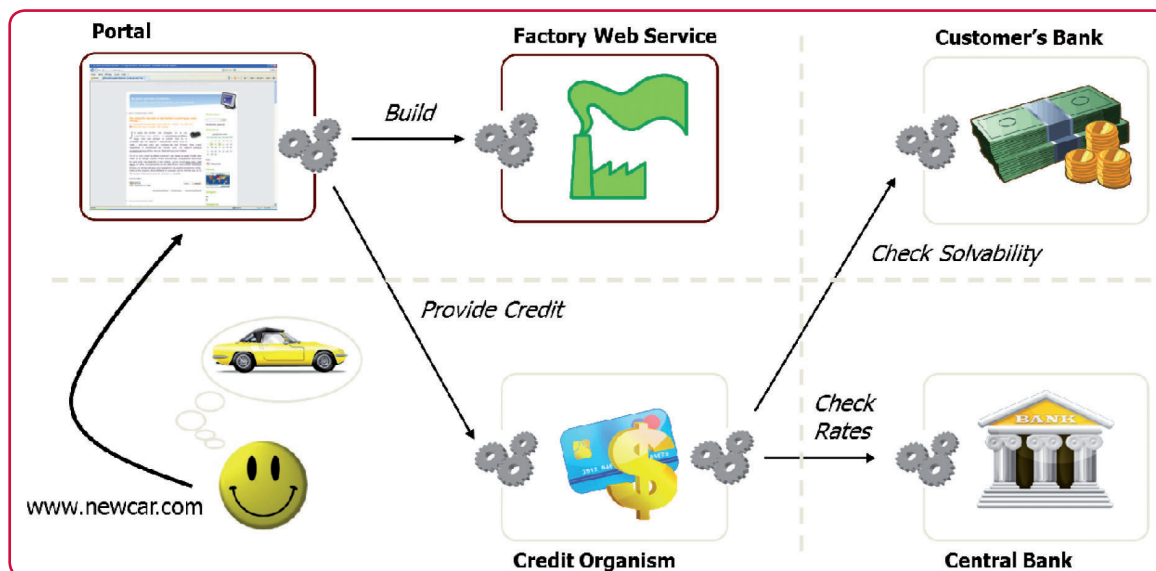 Portal
Factory Web Service
Customer's Bank
Build
Check Solvability
Provide Credit
Check
Rates
BANK
www.newcar.com
Credit Organism
Central Bank